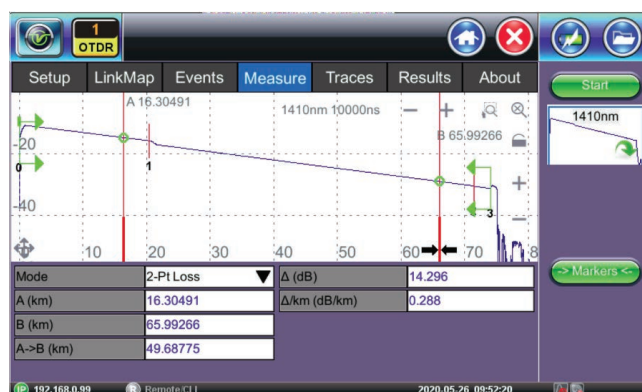 1
OTDR
Setup LinkMap Events Measure Traces Results About
Start
A 16.30491
1410nm 10000ns
B 65.99266
1410nm
-20
0
1
-40
3
10 20 30 40 50 60 70 8
Mode 2-Pt Loss Δ (dB) 14.296
A (km) 16.30491 Δ/km (dB/km) 0.288
B (km) 65.99266
A->B (km) 49.68775
-> Markers <-
IP 192.168.0.99 R Remote/CLI 2020-05-26 09:52:20